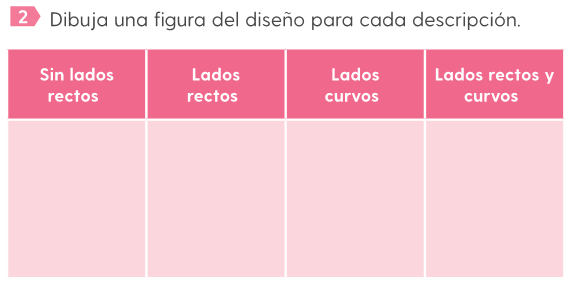 2 Dibuja una figura del diseño para cada descripción.
Sin lados
rectos
Lados
rectos
Lados
curvos
Lados rectos y
curvos